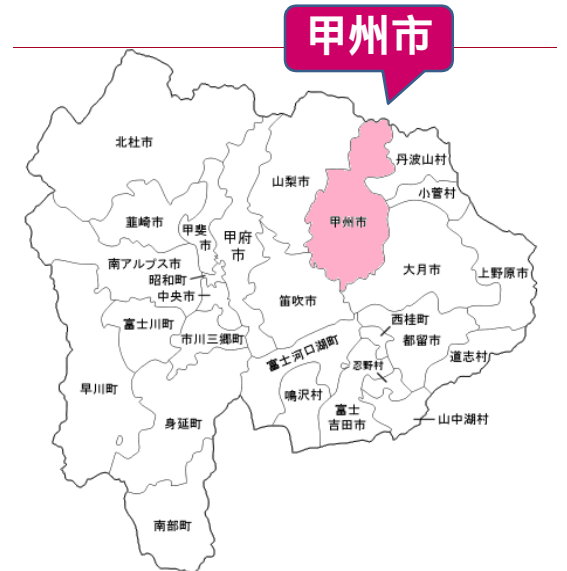 甲州市
北杜市
丹波山村
山梨市
小菅村
韮崎市
甲斐
市
甲州市
甲府
市
南アルプス市
昭和町
中央市
大月市
上野原市
笛吹市
富士川町
市川三郷町
西桂町
都留市
富士河口湖町
道志村
忍野村
早川町
鳴沢村
富士
吉田市
山中湖村
身延町
南部町